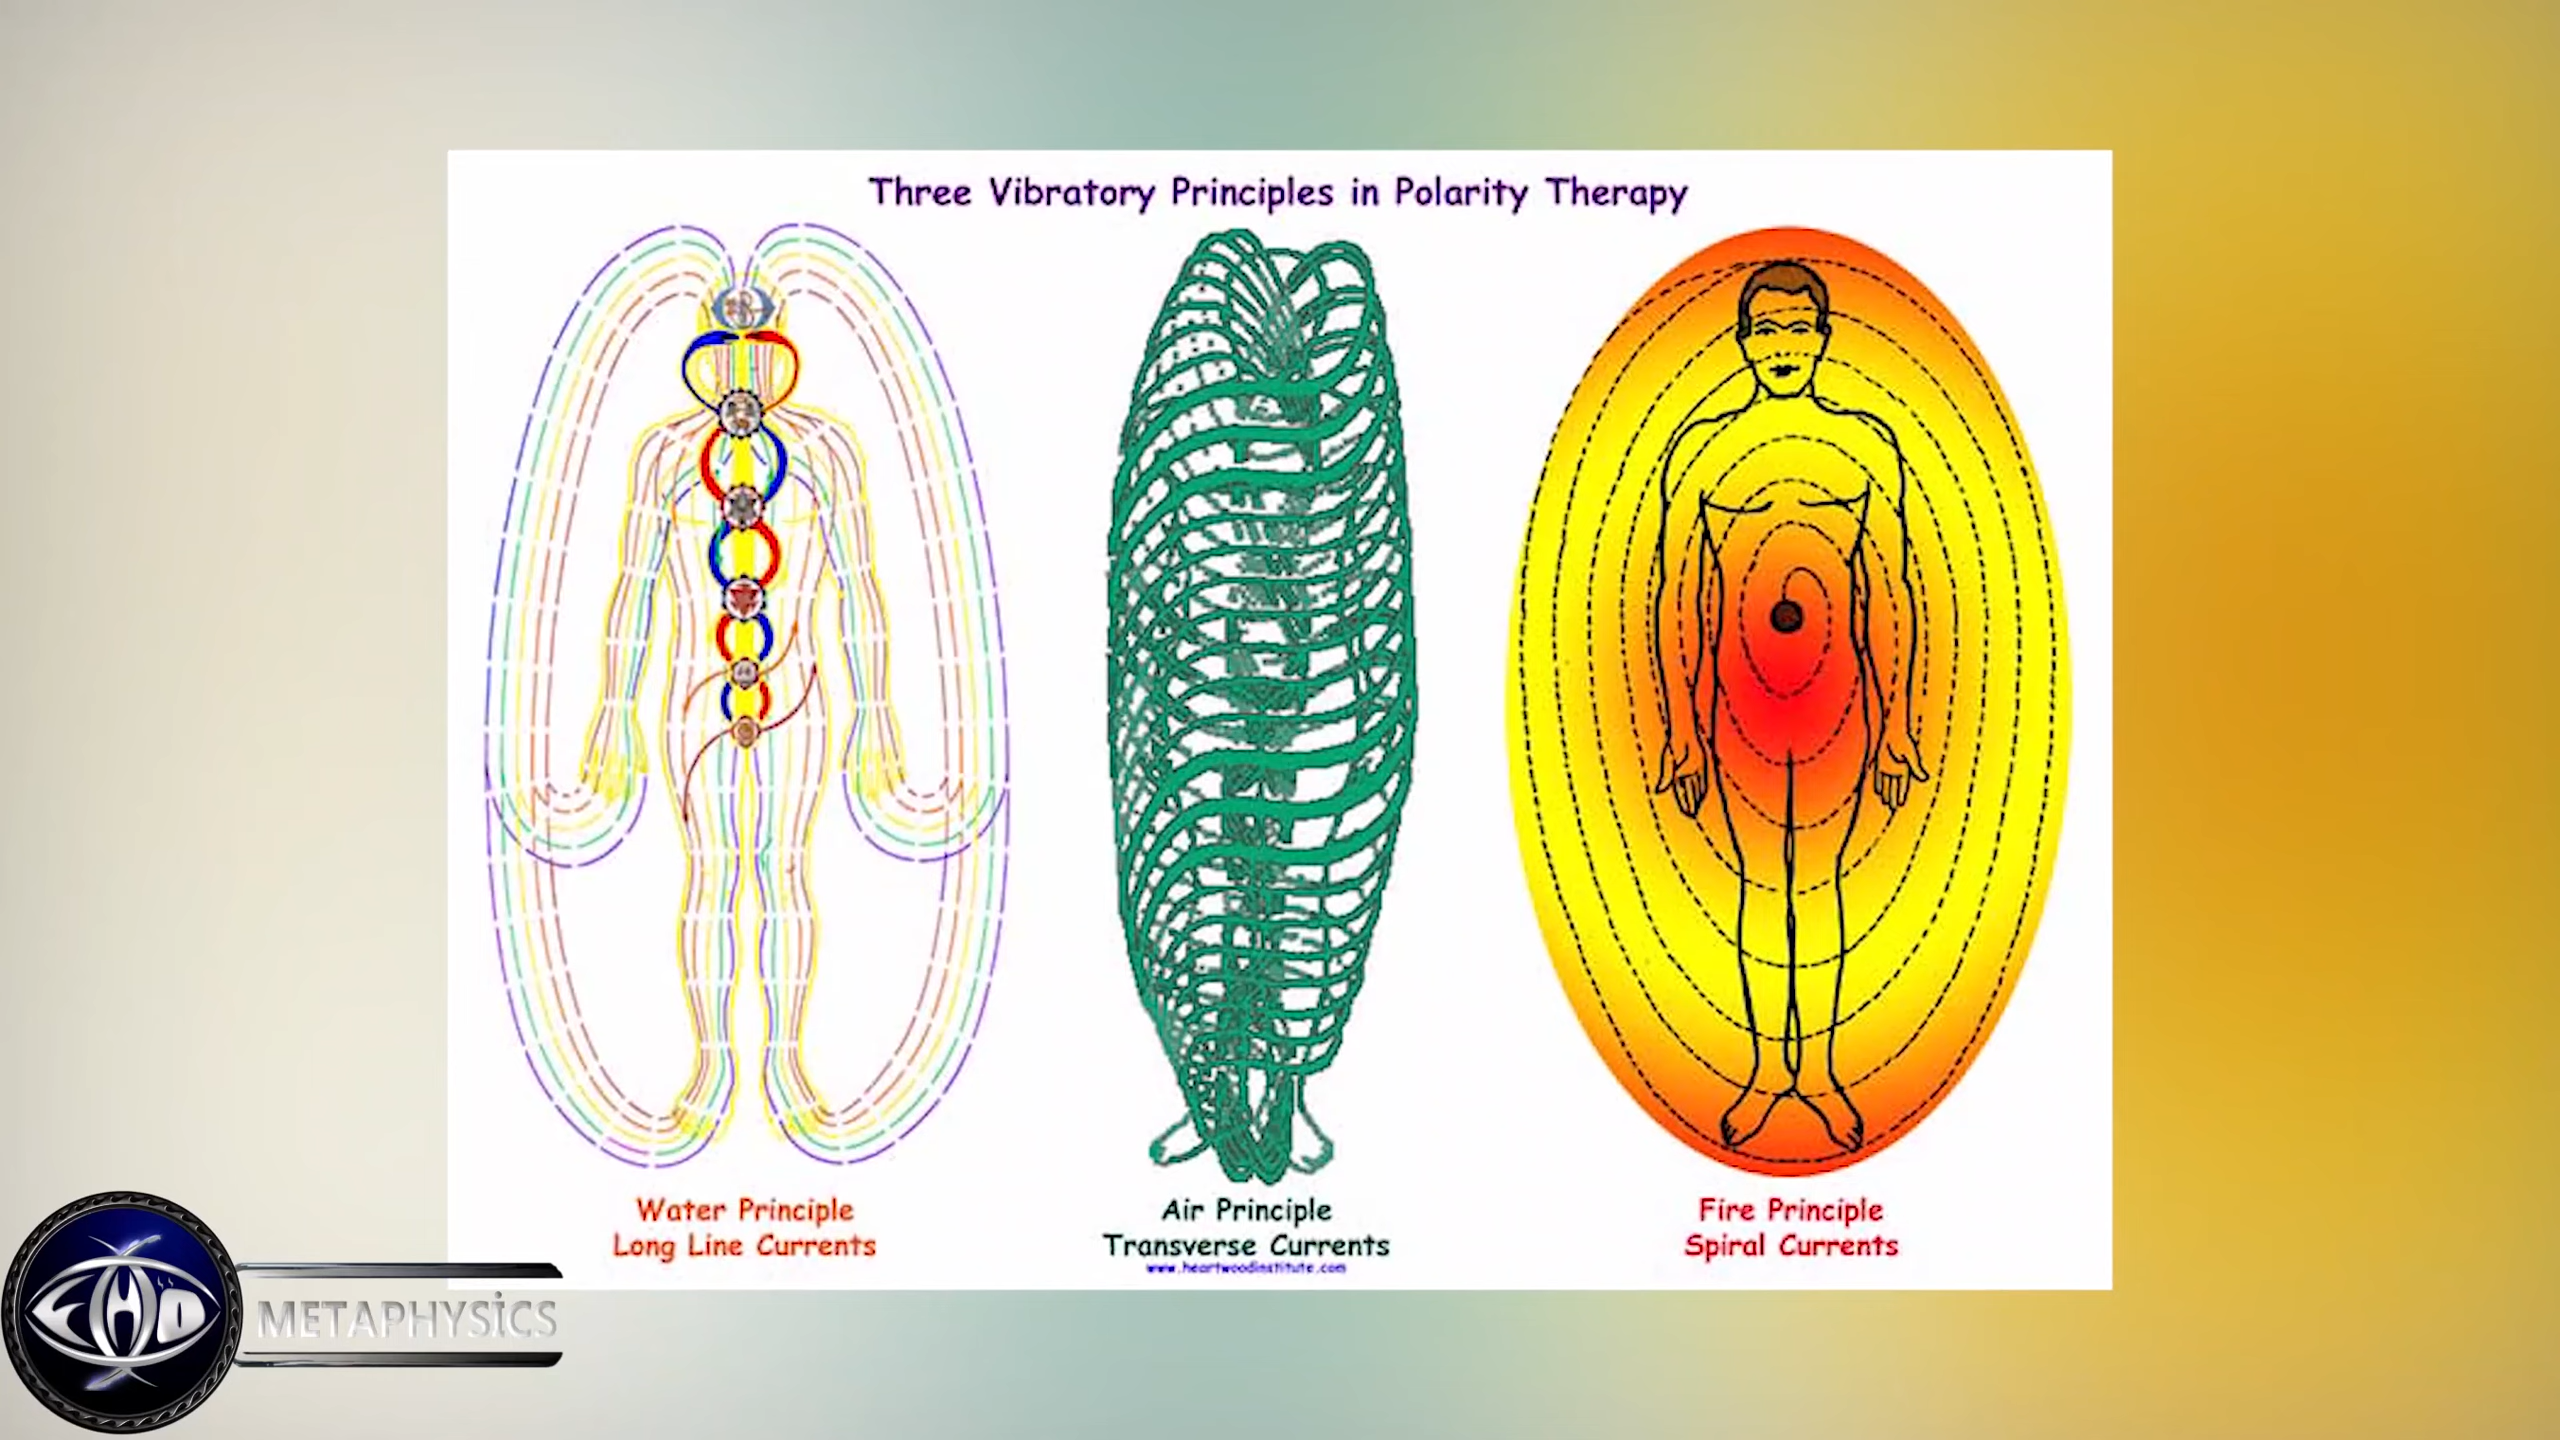 Three Vibratory Principles in Polarity Therapy
Water Principle
Long Line Currents
Air Principle
Transverse Currents
www.heartwoodinstitute.com
Fire Principle
Spiral Currents
METAPHYSICS